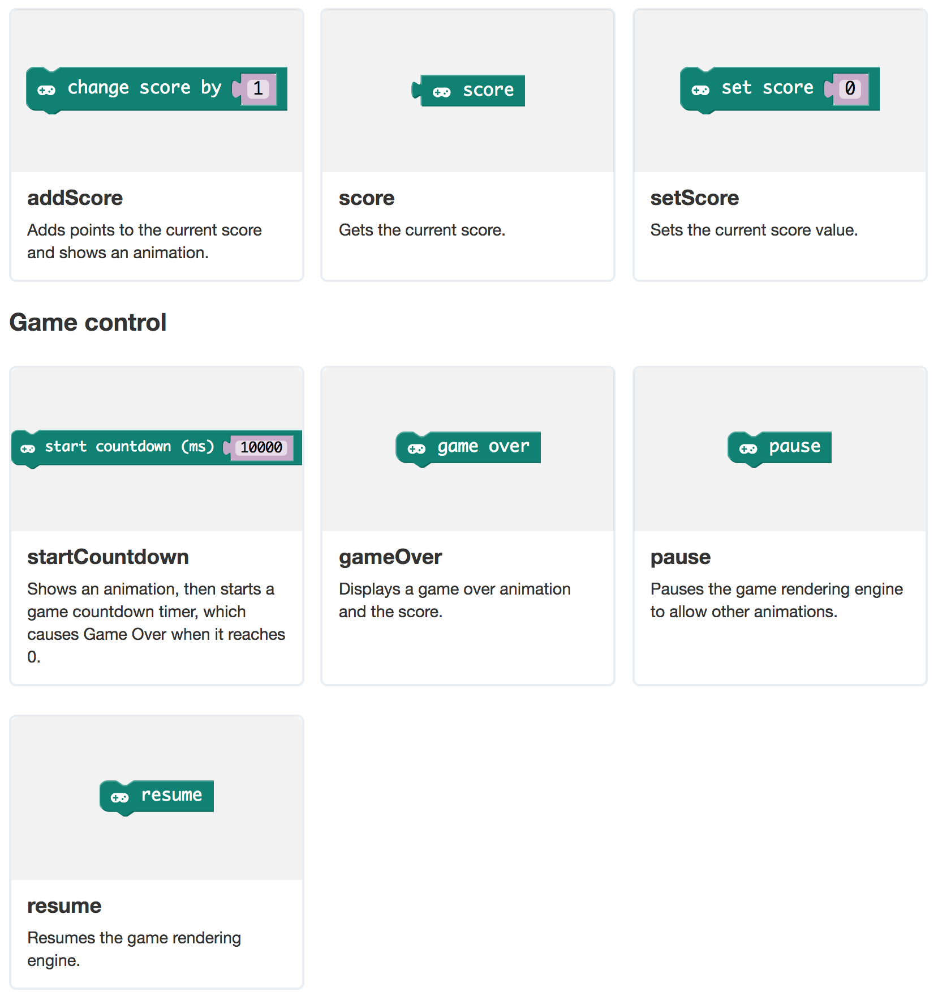 change score by 1
score
set score 0
addScore
Adds points to the current score
and shows an animation.
score
Gets the current score.
setScore
Sets the current score value.
Game control
start countdown (ms) 10000
game over
pause
startCountdown
Shows an animation, then starts a
game countdown timer, which
causes Game Over when it reaches
0.
gameOver
Displays a game over animation
and the score.
pause
Pauses the game rendering engine
to allow other animations.
resume
resume
Resumes the game rendering
engine.